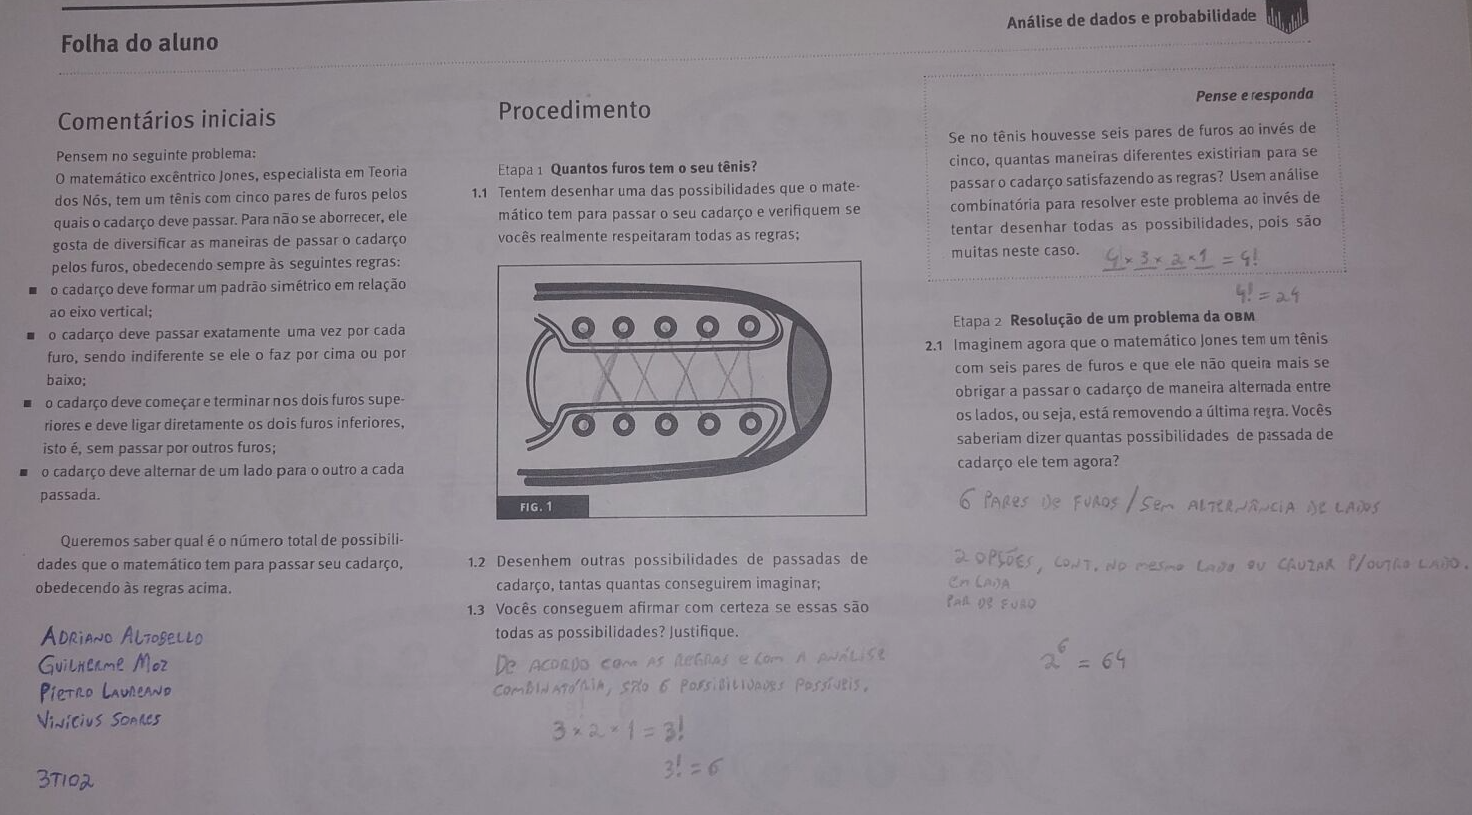 Folha do aluno
Análise de dados e probabilidade
Comentários iniciais
Pensem no seguinte problema:
O matemático excêntrico Jones, especialista em Teoria
dos Nós, tem um tênis com cinco pares de furos pelos
quais o cadarço deve passar. Para não se aborrecer, ele
gosta de diversificar as maneiras de passar o cadarço
pelos furos, obedecendo sempre às seguintes regras:
■ o cadarço deve formar um padrão simétrico em relação
ao eixo vertical;
■ o cadarço deve passar exatamente uma vez por cada
furo, sendo indiferente se ele o faz por cima ou por
baixo;
■ o cadarço deve começar e terminar nos dois furos supe-
riores e deve ligar diretamente os dois furos inferiores,
isto é, sem passar por outros furos;
■ o cadarço deve alternar de um lado para o outro a cada
passada.
Queremos saber qual é o número total de possibili-
dades que o matemático tem para passar seu cadarço,
obedecendo às regras acima.
ADRIANO ALTOBELLO
GUILHERME MOZ
PIETRO LAUREANO
VINÍCIUS SOARES
3TI02
Procedimento
Etapa 1 Quantos furos tem o seu tênis?
1.1 Tentem desenhar uma das possibilidades que o mate-
mático tem para passar o seu cadarço e verifiquem se
vocês realmente respeitaram todas as regras;
FIG. 1
1.2 Desenhem outras possibilidades de passadas de
cadarço, tantas quantas conseguirem imaginar;
1.3 Vocês conseguem afirmar com certeza se essas são
todas as possibilidades? Justifique.
DE ACORDO COM AS REGRAS E COM A ANÁLISE
COMBINATÓRIA, SÃO 6 POSSIBILIDADES POSSÍVEIS.
3 × 2 × 1 = 3!
3! = 6
Pense e responda
Se no tênis houvesse seis pares de furos ao invés de
cinco, quantas maneiras diferentes existiriam para se
passar o cadarço satisfazendo as regras? Usem análise
combinatória para resolver este problema ao invés de
tentar desenhar todas as possibilidades, pois são
muitas neste caso.
4 × 3 × 2 × 1 = 4!
4! = 24
Etapa 2 Resolução de um problema da OBM
2.1 Imaginem agora que o matemático Jones tem um tênis
com seis pares de furos e que ele não queira mais se
obrigar a passar o cadarço de maneira alternada entre
os lados, ou seja, está removendo a última regra. Vocês
saberiam dizer quantas possibilidades de passada de
cadarço ele tem agora?
6 PARES DE FUROS / SEM ALTERNÂNCIA DE LADOS
2 OPÇÕES, CONT. NO MESMO LADO OU CRUZAR P/OUTRO LADO.
EM CADA
PAR DE FURO
2⁶ = 64